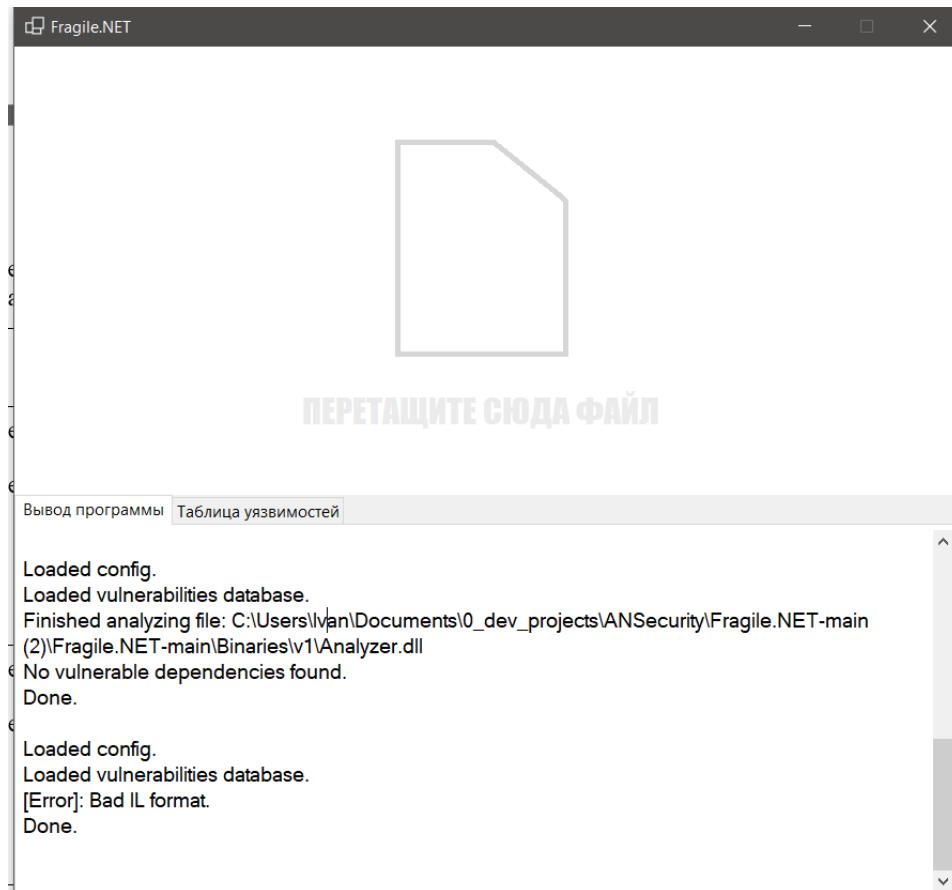 Fragile.NET
ПЕРЕТАЩИТЕ СЮДА ФАЙЛ
Вывод программы Таблица уязвимостей
Loaded config.
Loaded vulnerabilities database.
Finished analyzing file: C:\Users\Ivan\Documents\0_dev_projects\ANSecurity\Fragile.NET-main
(2)\Fragile.NET-main\Binaries\v1\Analyzer.dll
No vulnerable dependencies found.
Done.
Loaded config.
Loaded vulnerabilities database.
[Error]: Bad IL format.
Done.